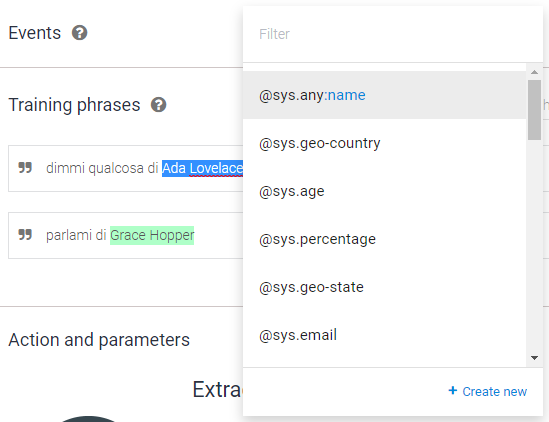 Events ?
Filter
@sys.any:name
Training phrases ?
@sys.geo-country
dimmi qualcosa di Ada Lovelace
@sys.age
parlami di Grace Hopper
@sys.percentage
@sys.geo-state
Action and parameters
@sys.email
Extra
+ Create new